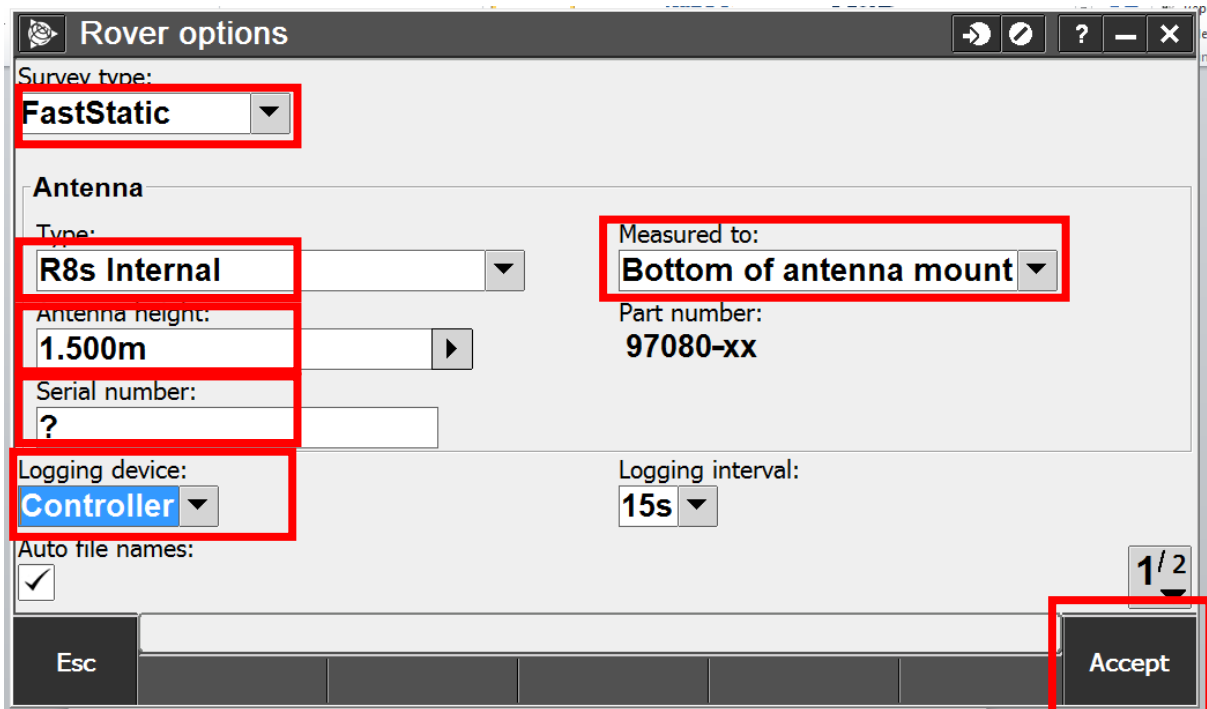 Rover options
?
Survey type:
FastStatic
Antenna
Type:
R8s Internal
Measured to:
Bottom of antenna mount
Antenna height:
1.500m
Part number:
97080-xx
Serial number:
?
Logging device:
Controller
Logging interval:
15s
Auto file names:
1/2
Esc
Accept